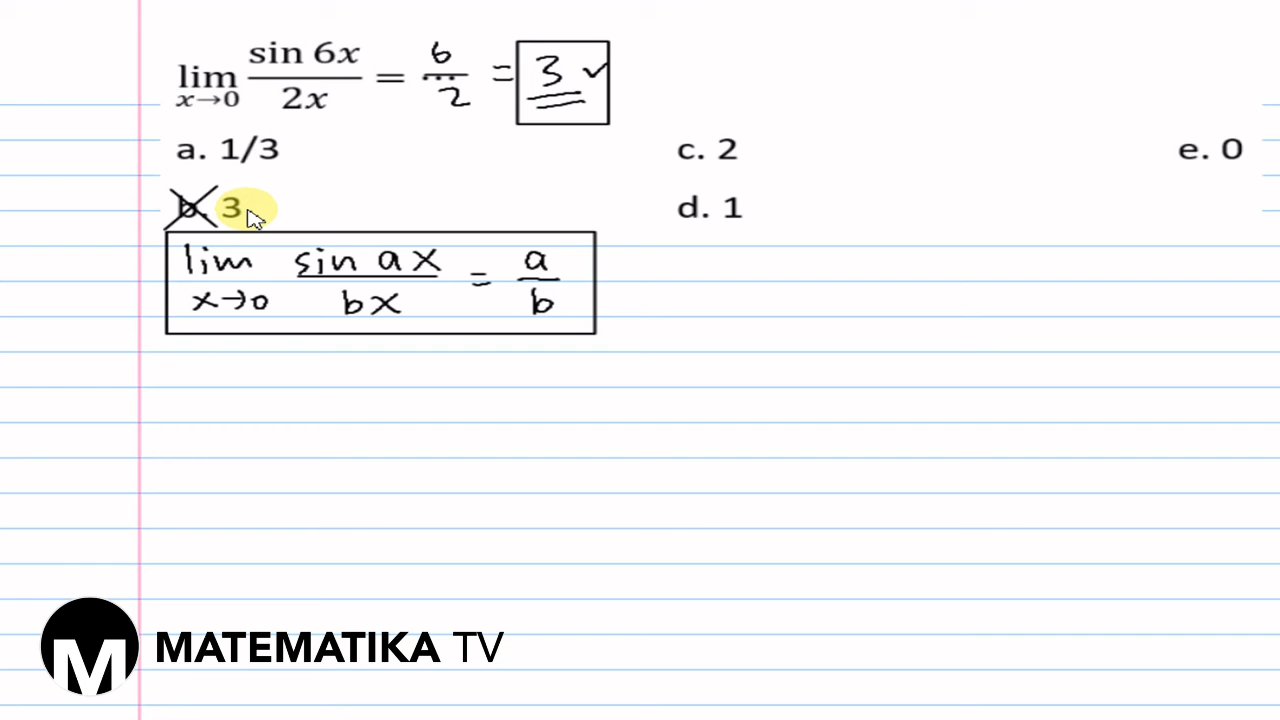 lim x→0 sin 6x / 2x = 6/2 = 3 ✓
a. 1/3 c. 2 e. 0
b. 3 d. 1
lim x→0 sin ax / bx = a/b
M MATEMATIKA TV